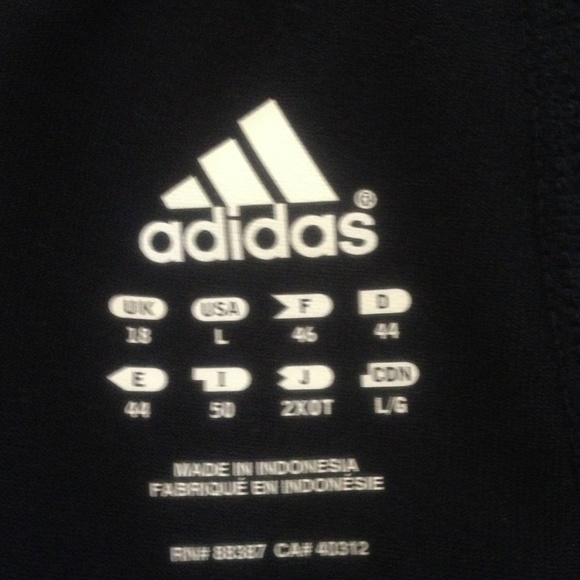 adidas®
UK USA F D
18 L 46 44
E I J CDN
44 50 2XOT L/G
MADE IN INDONESIA
FABRIQUÉ EN INDONÉSIE
RN# 88387 CA# 40312